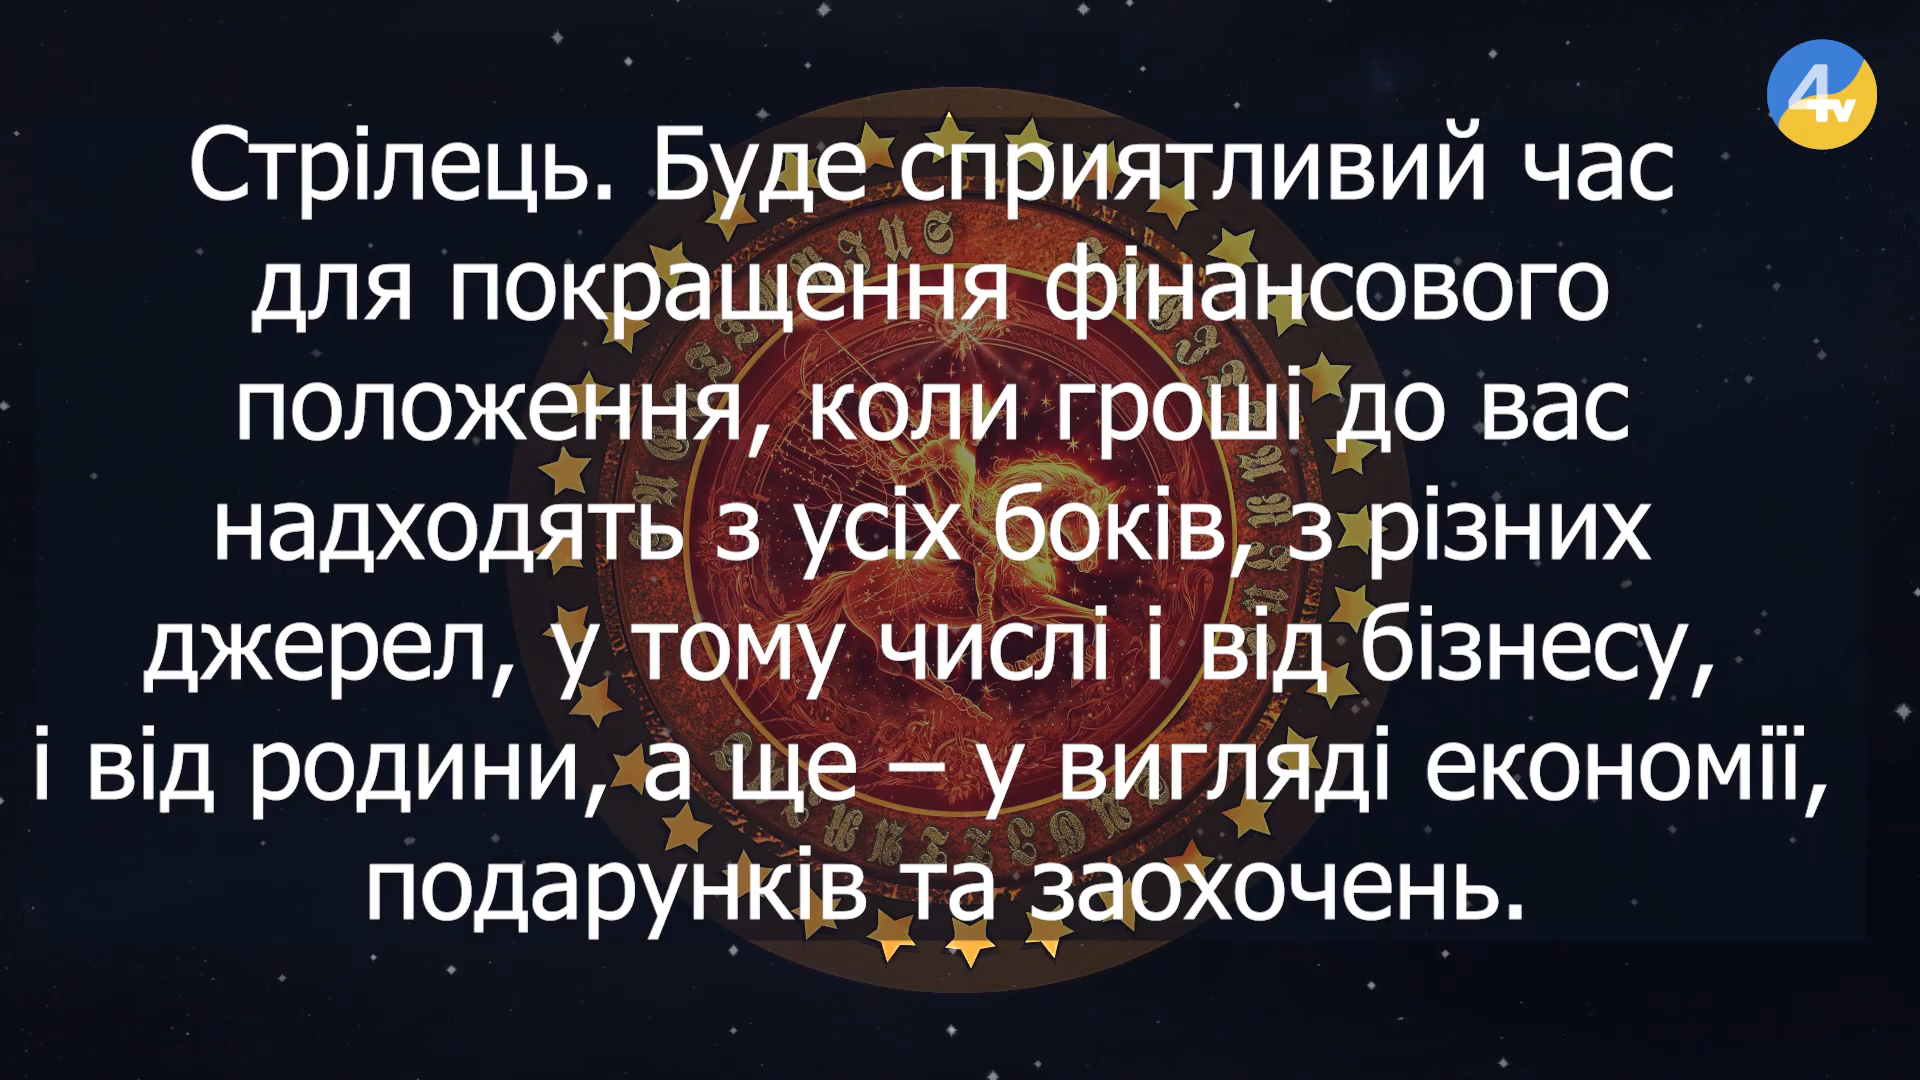 4tv
Стрілець. Буде сприятливий час
для покращення фінансового
положення, коли гроші до вас
надходять з усіх боків, з різних
джерел, у тому числі і від бізнесу,
і від родини, а ще – у вигляді економії,
подарунків та заохочень.